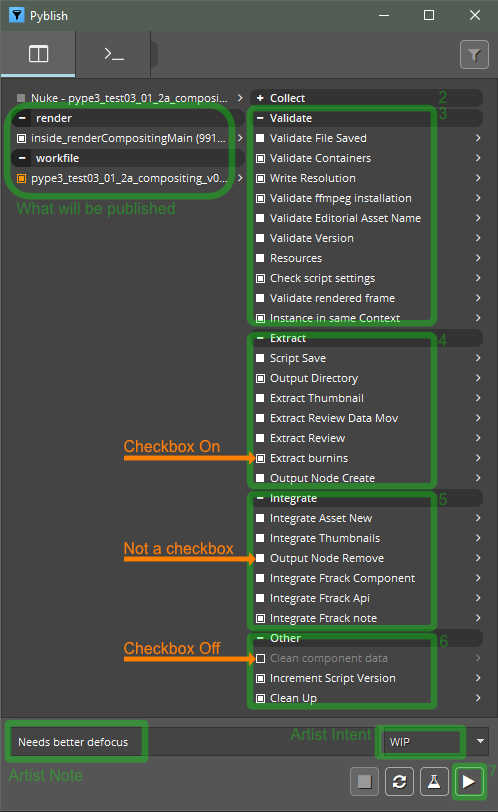 Pyblish
Nuke - pype3_test03_01_2a_composi...
render
inside_renderCompositingMain (991...
workfile
pype3_test03_01_2a_compositing_v0...
What will be published
Collect
2
3
Validate
Validate File Saved
Validate Containers
Write Resolution
Validate ffmpeg installation
Validate Editorial Asset Name
Validate Version
Resources
Check script settings
Validate rendered frame
Instance in same Context
Extract
4
Script Save
Output Directory
Extract Thumbnail
Extract Review Data Mov
Extract Review
Checkbox On
Extract burnins
Output Node Create
Integrate
5
Integrate Asset New
Integrate Thumbnails
Not a checkbox
Output Node Remove
Integrate Ftrack Component
Integrate Ftrack Api
Integrate Ftrack note
Other
6
Checkbox Off
Clean component data
Increment Script Version
Clean Up
Needs better defocus
Artist Intent
WIP
Artist Note
7